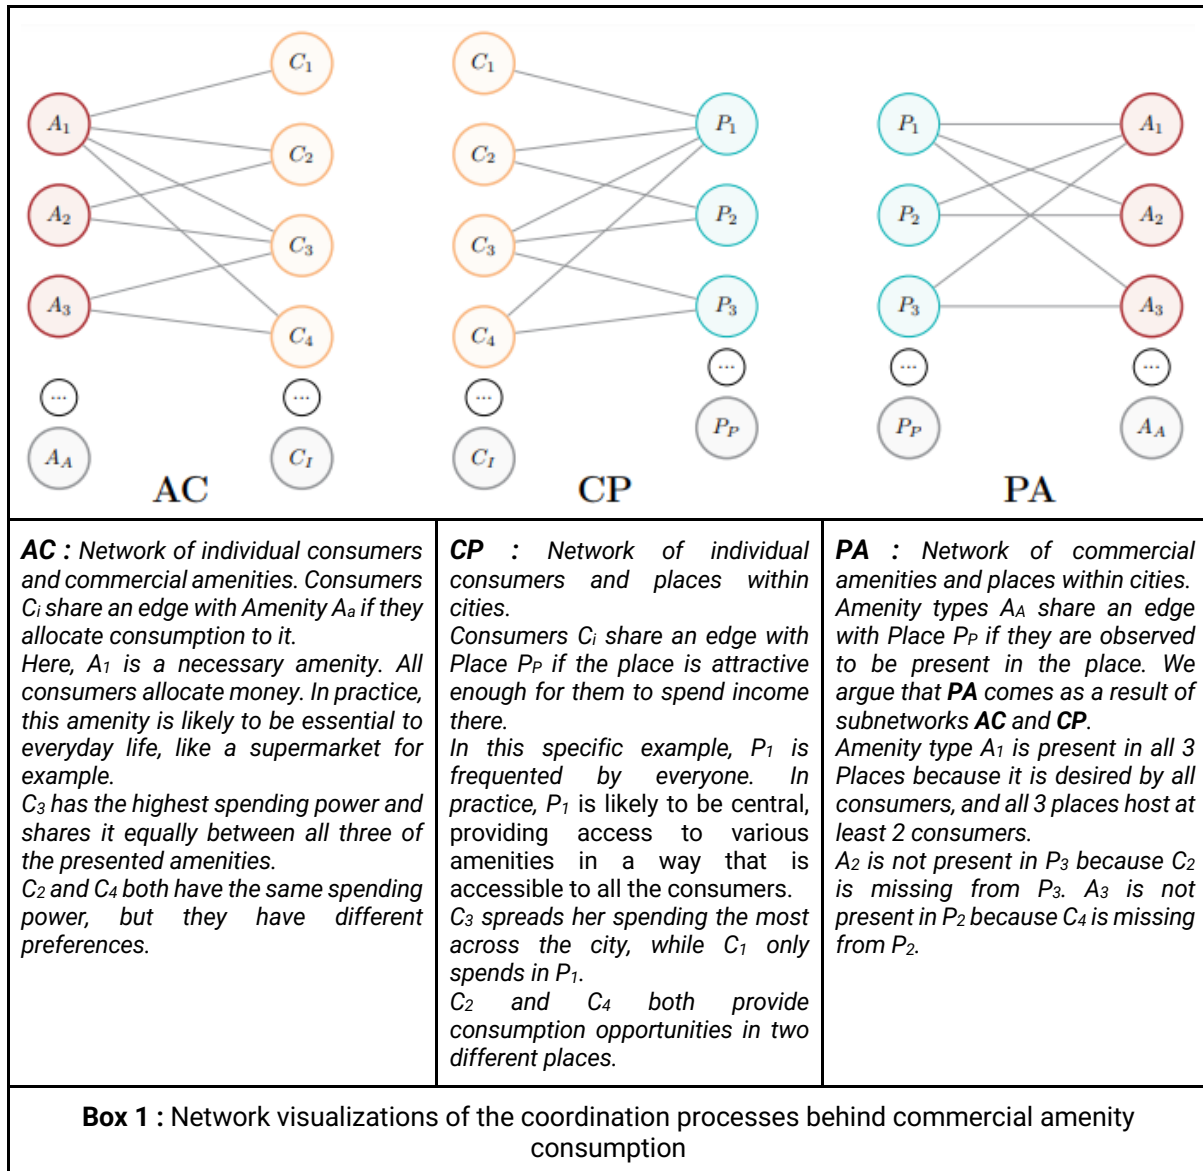 C1
C1
A1
P1
P1
A1
C2
C2
A2
P2
P2
A2
C3
C3
A3
P3
P3
A3
C4
C4
...
...
...
...
...
...
AA
CI
CI
PP
PP
AA
AC
CP
PA
AC : Network of individual consumers
and commercial amenities. Consumers
Ci share an edge with Amenity Aa if they
allocate consumption to it.
Here, A1 is a necessary amenity. All
consumers allocate money. In practice,
this amenity is likely to be essential to
everyday life, like a supermarket for
example.
C3 has the highest spending power and
shares it equally between all three of
the presented amenities.
C2 and C4 both have the same spending
power, but they have different
preferences.
CP : Network of individual
consumers and places within
cities.
Consumers Ci share an edge with
Place PP if the place is attractive
enough for them to spend income
there.
In this specific example, P1 is
frequented by everyone. In
practice, P1 is likely to be central,
providing access to various
amenities in a way that is
accessible to all the consumers.
C3 spreads her spending the most
across the city, while C1 only
spends in P1.
C2 and C4 both provide
consumption opportunities in two
different places.
PA : Network of commercial
amenities and places within cities.
Amenity types AA share an edge
with Place PP if they are observed
to be present in the place. We
argue that PA comes as a result of
subnetworks AC and CP.
Amenity type A1 is present in all 3
Places because it is desired by all
consumers, and all 3 places host at
least 2 consumers.
A2 is not present in P3 because C2
is missing from P3. A3 is not
present in P2 because C4 is missing
from P2.
Box 1 : Network visualizations of the coordination processes behind commercial amenity
consumption